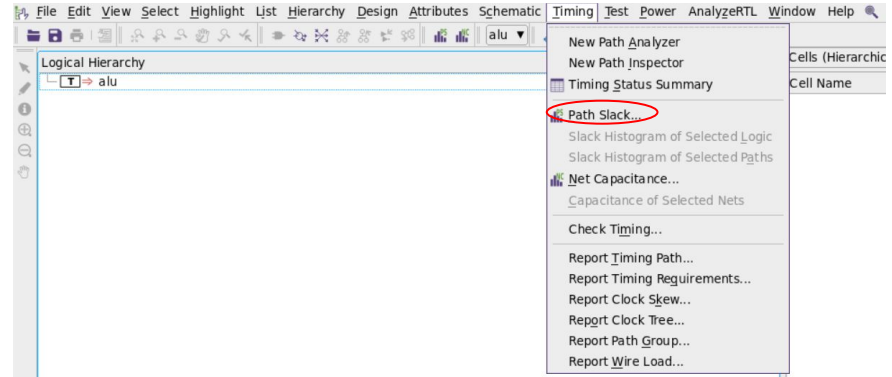 File Edit View Select Highlight List Hierarchy Design Attributes Schematic Timing Test Power AnalyzeRTL Window Help
alu
Logical Hierarchy
T alu
New Path Analyzer
New Path Inspector
Timing Status Summary
Path Slack...
Slack Histogram of Selected Logic
Slack Histogram of Selected Paths
Net Capacitance...
Capacitance of Selected Nets
Check Timing...
Report Timing Path...
Report Timing Requirements...
Report Clock Skew...
Report Clock Tree...
Report Path Group...
Report Wire Load...
Cells (Hierarchic
Cell Name